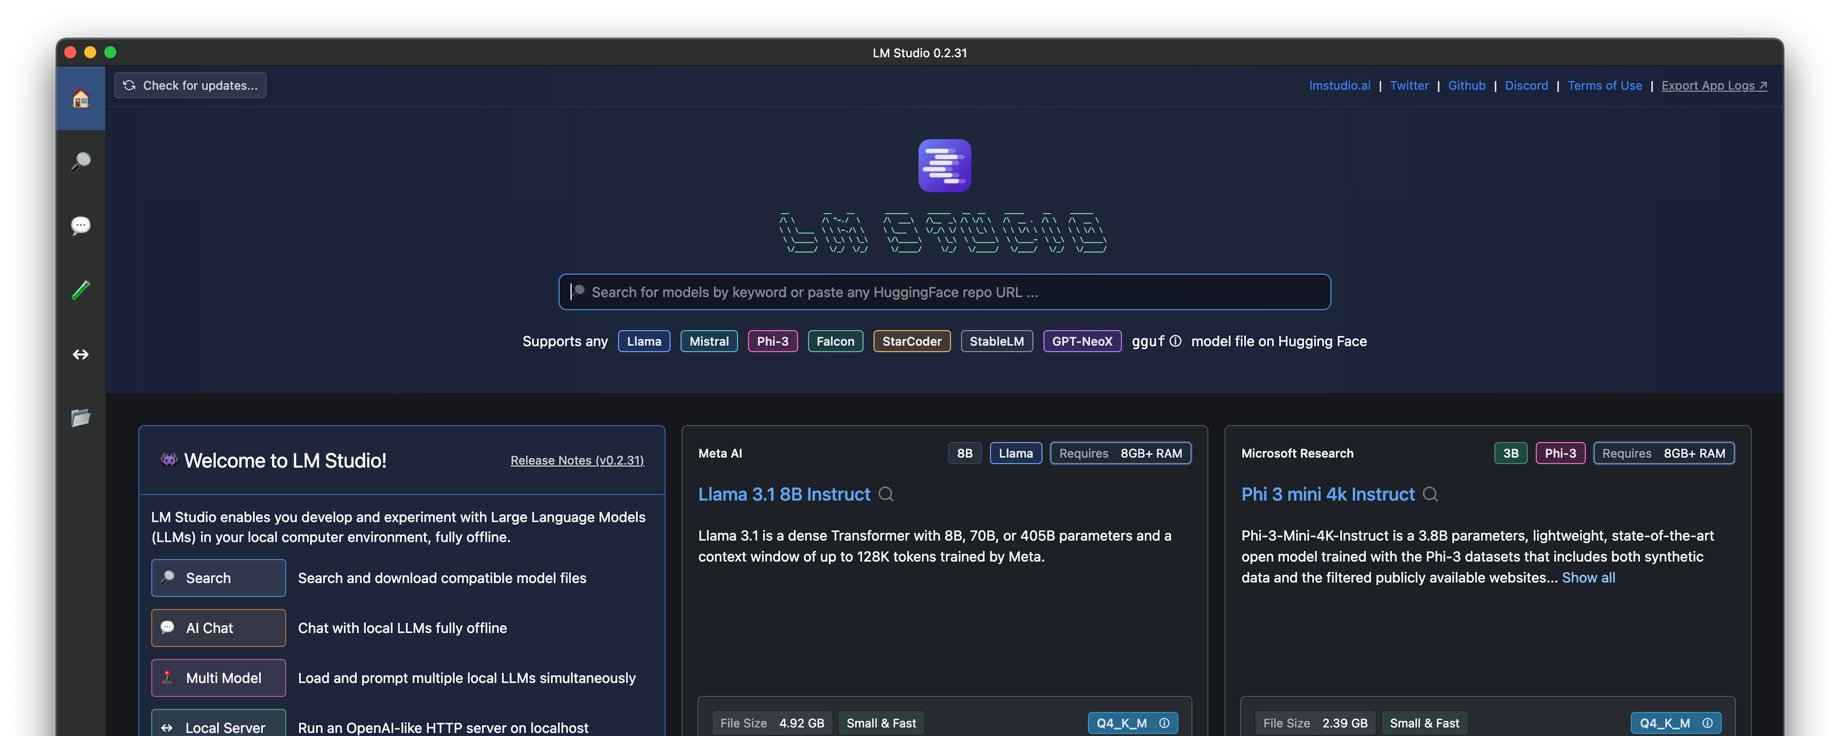 LM Studio 0.2.31
Check for updates...
lmstudio.ai | Twitter | Github | Discord | Terms of Use | Export App Logs ↗
LM STUDIO
Search for models by keyword or paste any HuggingFace repo URL ...
Supports any Llama Mistral Phi-3 Falcon StarCoder StableLM GPT-NeoX gguf ⓘ model file on Hugging Face
Welcome to LM Studio!
Release Notes (v0.2.31)
LM Studio enables you develop and experiment with Large Language Models
(LLMs) in your local computer environment, fully offline.
Search Search and download compatible model files
AI Chat Chat with local LLMs fully offline
Multi Model Load and prompt multiple local LLMs simultaneously
Local Server Run an OpenAI-like HTTP server on localhost
Meta AI 8B Llama Requires 8GB+ RAM
Llama 3.1 8B Instruct
Llama 3.1 is a dense Transformer with 8B, 70B, or 405B parameters and a
context window of up to 128K tokens trained by Meta.
File Size 4.92 GB Small & Fast Q4_K_M ⓘ
Microsoft Research 3B Phi-3 Requires 8GB+ RAM
Phi 3 mini 4k Instruct
Phi-3-Mini-4K-Instruct is a 3.8B parameters, lightweight, state-of-the-art
open model trained with the Phi-3 datasets that includes both synthetic
data and the filtered publicly available websites... Show all
File Size 2.39 GB Small & Fast Q4_K_M ⓘ